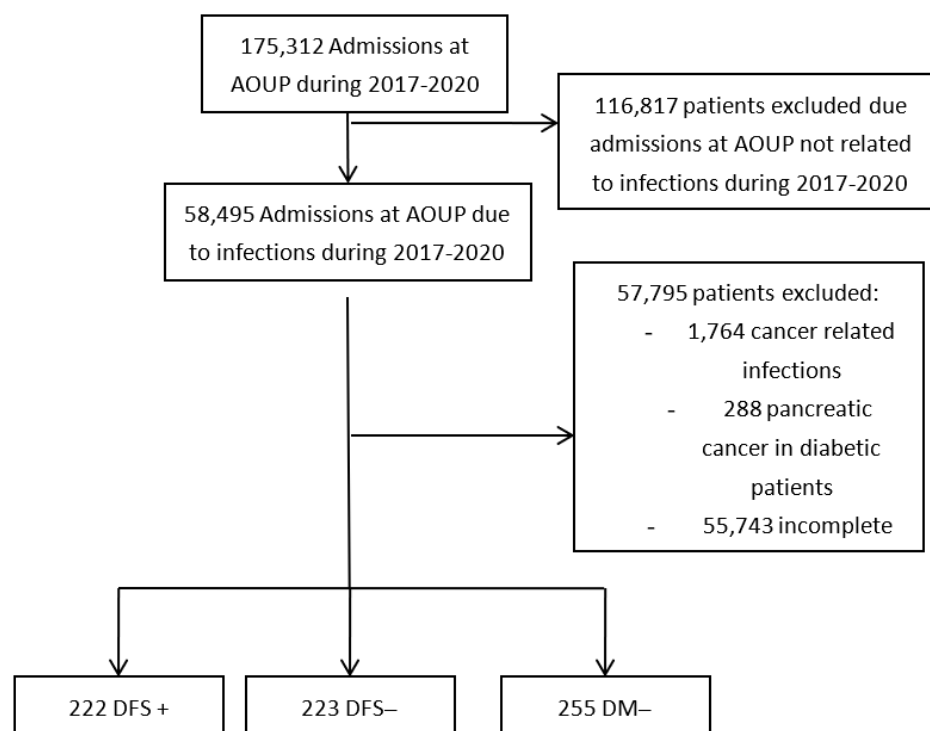 175,312 Admissions at
AOUP during 2017-2020
116,817 patients excluded due
admissions at AOUP not related
to infections during 2017-2020
58,495 Admissions at AOUP due
to infections during 2017-2020
57,795 patients excluded:
- 1,764 cancer related
infections
- 288 pancreatic
cancer in diabetic
patients
- 55,743 incomplete
222 DFS +
223 DFS–
255 DM–